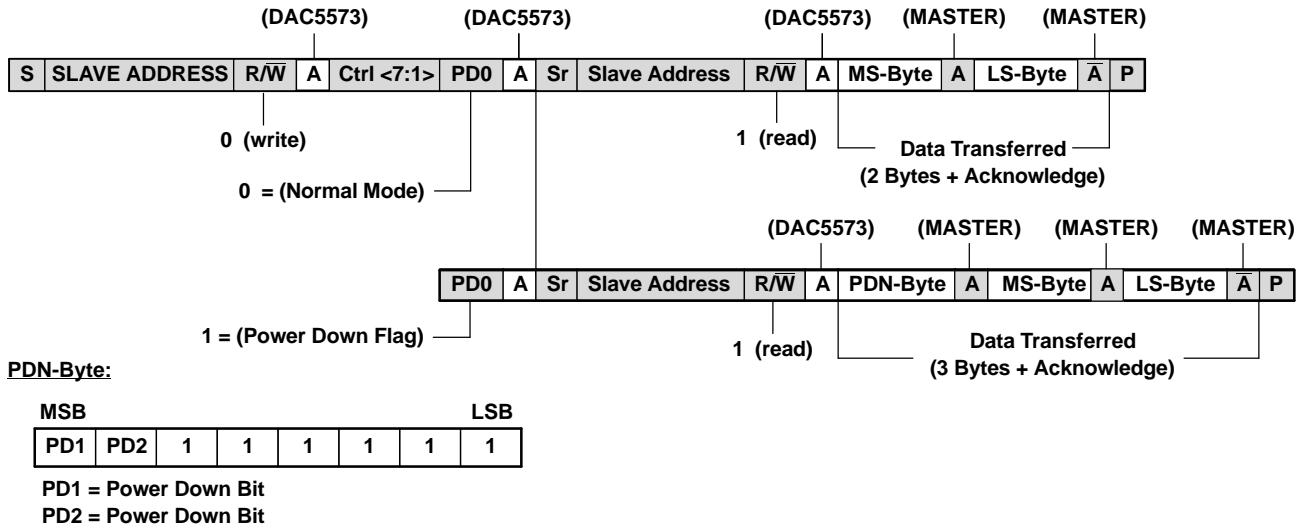 (DAC5573) (DAC5573) (DAC5573) (MASTER) (MASTER)
S SLAVE ADDRESS R/W̅ A Ctrl <7:1> PD0 A Sr Slave Address R/W̅ A MS-Byte A LS-Byte A̅ P
0 (write) 1 (read) Data Transferred
(2 Bytes + Acknowledge)
0 = (Normal Mode)
(DAC5573) (MASTER) (MASTER) (MASTER)
PD0 A Sr Slave Address R/W̅ A PDN-Byte A MS-Byte A LS-Byte A̅ P
1 = (Power Down Flag) 1 (read) Data Transferred
(3 Bytes + Acknowledge)
PDN-Byte:
MSB LSB
PD1 PD2 1 1 1 1 1 1
PD1 = Power Down Bit
PD2 = Power Down Bit